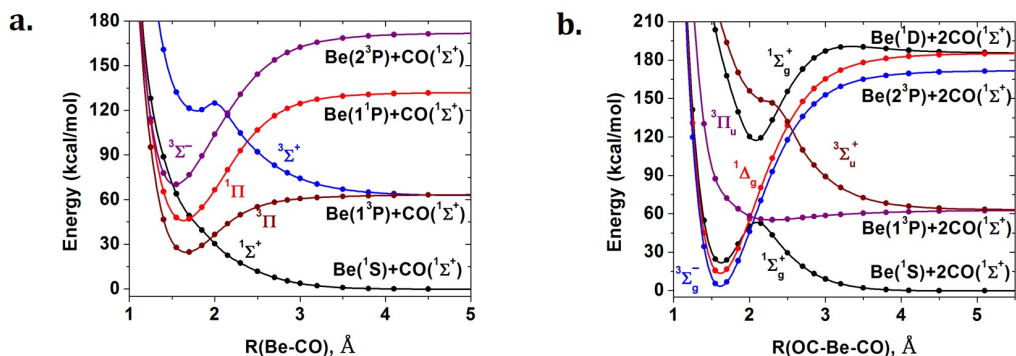 a.
Energy (kcal/mol)
180
150
120
90
60
30
0
Be(2³P)+CO(¹Σ⁺)
Be(1¹P)+CO(¹Σ⁺)
³Σ⁻
³Σ⁺
¹Π
Be(1³P)+CO(¹Σ⁺)
³Π
¹Σ⁺
Be(¹S)+CO(¹Σ⁺)
1 2 3 4 5
R(Be-CO), Å
b.
Energy (kcal/mol)
210
180
150
120
90
60
30
0
Be(¹D)+2CO(¹Σ⁺)
¹Σg⁺
Be(2³P)+2CO(¹Σ⁺)
³Πu
³Σu⁺
¹Δg
Be(1³P)+2CO(¹Σ⁺)
³Σg⁻
¹Σg⁺
Be(¹S)+2CO(¹Σ⁺)
1 2 3 4 5
R(OC-Be-CO), Å